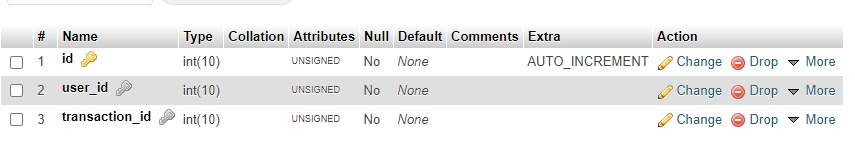 # Name Type Collation Attributes Null Default Comments Extra Action
1 id int(10) UNSIGNED No None AUTO_INCREMENT Change Drop More
2 user_id int(10) UNSIGNED No None Change Drop More
3 transaction_id int(10) UNSIGNED No None Change Drop More